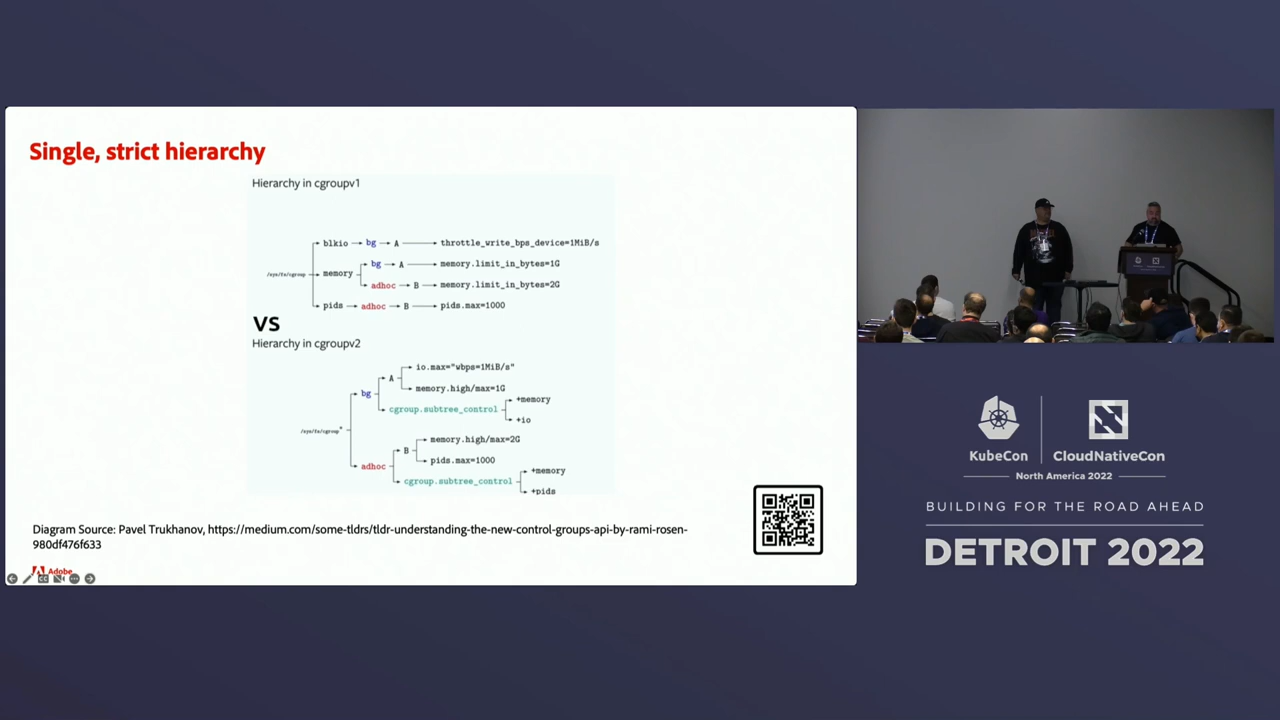 Single, strict hierarchy
Hierarchy in cgroupv1
blkio bg A throttle_write_bps_device=1MiB/s
bg A memory.limit_in_bytes=1G
/sys/fs/cgroup memory
adhoc B memory.limit_in_bytes=2G
pids adhoc B pids.max=1000
VS
Hierarchy in cgroupv2
io.max="wbps=1MiB/s"
A
memory.high/max=1G
bg
+memory
cgroup.subtree_control
+io
/sys/fs/cgroup*
memory.high/max=2G
B
pids.max=1000
adhoc
+memory
cgroup.subtree_control
+pids
Diagram Source: Pavel Trukhanov, https://medium.com/some-tldrs/tldr-understanding-the-new-control-groups-api-by-rami-rosen-
980df476f633
Adobe
KubeCon CloudNativeCon
North America 2022
BUILDING FOR THE ROAD AHEAD
DETROIT 2022